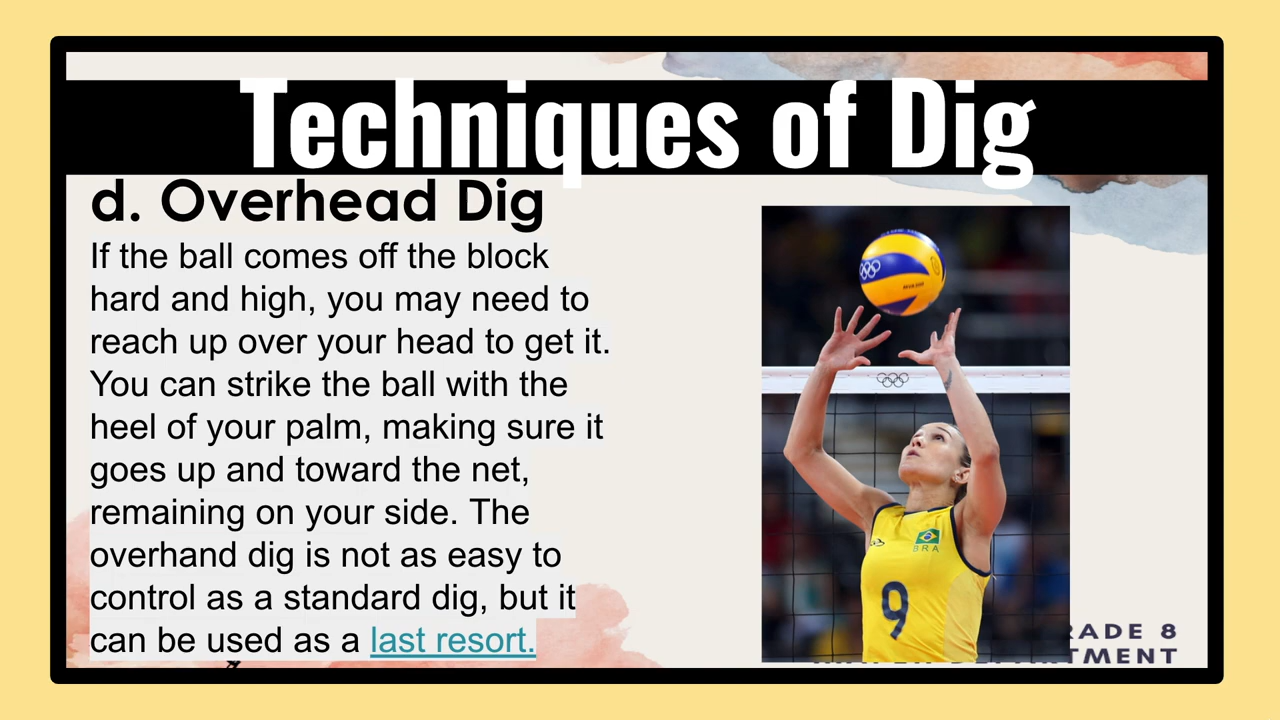 Techniques of Dig
d. Overhead Dig
If the ball comes off the block
hard and high, you may need to
reach up over your head to get it.
You can strike the ball with the
heel of your palm, making sure it
goes up and toward the net,
remaining on your side. The
overhand dig is not as easy to
control as a standard dig, but it
can be used as a last resort.
BRA
9
RADE 8
TMENT